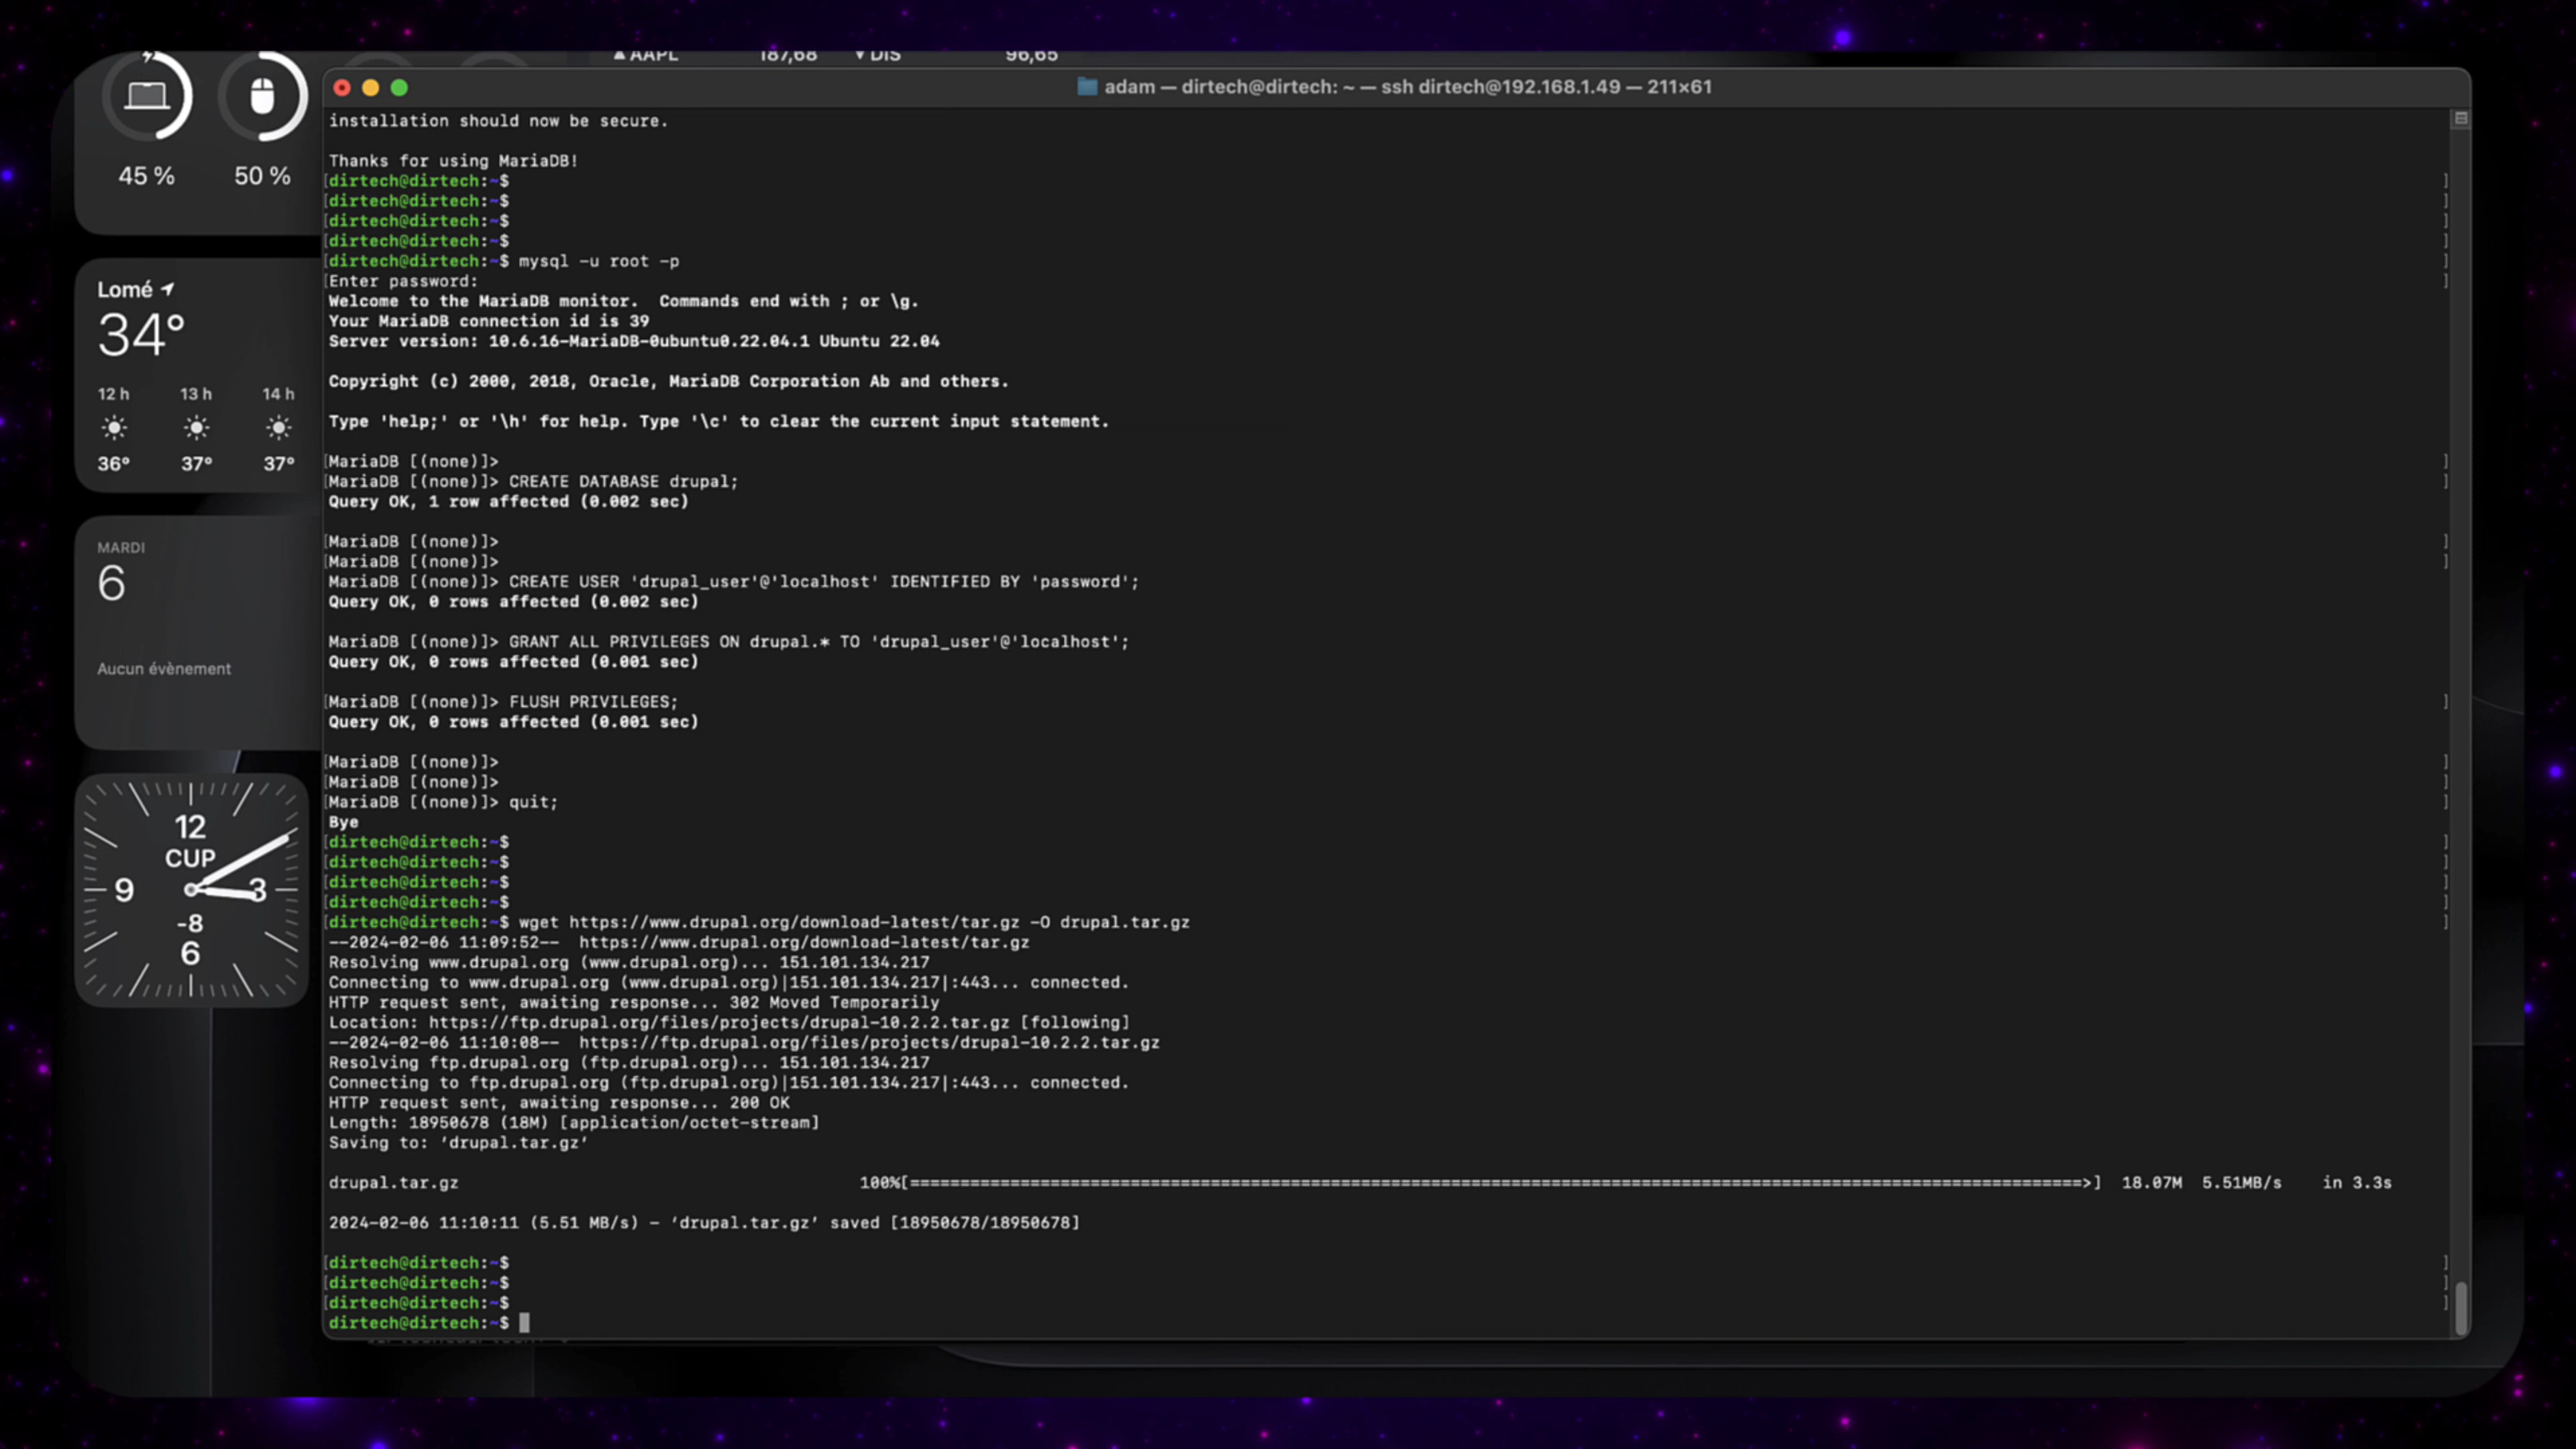 AAPL 187,68 DIS 96,65
45 % 50 %
Lomé
34°
12 h 13 h 14 h
36° 37° 37°
MARDI
6
Aucun évènement
12
CUP
9 3
-8
6
adam — dirtech@dirtech: ~ — ssh dirtech@192.168.1.49 — 211×61
installation should now be secure.
Thanks for using MariaDB!
[dirtech@dirtech:~$ ]
[dirtech@dirtech:~$ ]
[dirtech@dirtech:~$ ]
[dirtech@dirtech:~$ ]
[dirtech@dirtech:~$ mysql -u root -p ]
[Enter password: ]
Welcome to the MariaDB monitor.  Commands end with ; or \g.
Your MariaDB connection id is 39
Server version: 10.6.16-MariaDB-0ubuntu0.22.04.1 Ubuntu 22.04
Copyright (c) 2000, 2018, Oracle, MariaDB Corporation Ab and others.
Type 'help;' or '\h' for help. Type '\c' to clear the current input statement.
[MariaDB [(none)]> ]
[MariaDB [(none)]> CREATE DATABASE drupal; ]
Query OK, 1 row affected (0.002 sec)
[MariaDB [(none)]> ]
[MariaDB [(none)]> ]
MariaDB [(none)]> CREATE USER 'drupal_user'@'localhost' IDENTIFIED BY 'password';
Query OK, 0 rows affected (0.002 sec)
MariaDB [(none)]> GRANT ALL PRIVILEGES ON drupal.* TO 'drupal_user'@'localhost';
Query OK, 0 rows affected (0.001 sec)
[MariaDB [(none)]> FLUSH PRIVILEGES; ]
Query OK, 0 rows affected (0.001 sec)
[MariaDB [(none)]> ]
[MariaDB [(none)]> ]
[MariaDB [(none)]> quit; ]
Bye
[dirtech@dirtech:~$ ]
[dirtech@dirtech:~$ ]
[dirtech@dirtech:~$ ]
[dirtech@dirtech:~$ ]
[dirtech@dirtech:~$ wget https://www.drupal.org/download-latest/tar.gz -O drupal.tar.gz ]
--2024-02-06 11:09:52--  https://www.drupal.org/download-latest/tar.gz
Resolving www.drupal.org (www.drupal.org)... 151.101.134.217
Connecting to www.drupal.org (www.drupal.org)|151.101.134.217|:443... connected.
HTTP request sent, awaiting response... 302 Moved Temporarily
Location: https://ftp.drupal.org/files/projects/drupal-10.2.2.tar.gz [following]
--2024-02-06 11:10:08--  https://ftp.drupal.org/files/projects/drupal-10.2.2.tar.gz
Resolving ftp.drupal.org (ftp.drupal.org)... 151.101.134.217
Connecting to ftp.drupal.org (ftp.drupal.org)|151.101.134.217|:443... connected.
HTTP request sent, awaiting response... 200 OK
Length: 18950678 (18M) [application/octet-stream]
Saving to: ‘drupal.tar.gz’
drupal.tar.gz 100%[=====================================================================================================================>]  18.07M  5.51MB/s    in 3.3s
2024-02-06 11:10:11 (5.51 MB/s) - ‘drupal.tar.gz’ saved [18950678/18950678]
[dirtech@dirtech:~$ ]
[dirtech@dirtech:~$ ]
[dirtech@dirtech:~$ ]
dirtech@dirtech:~$